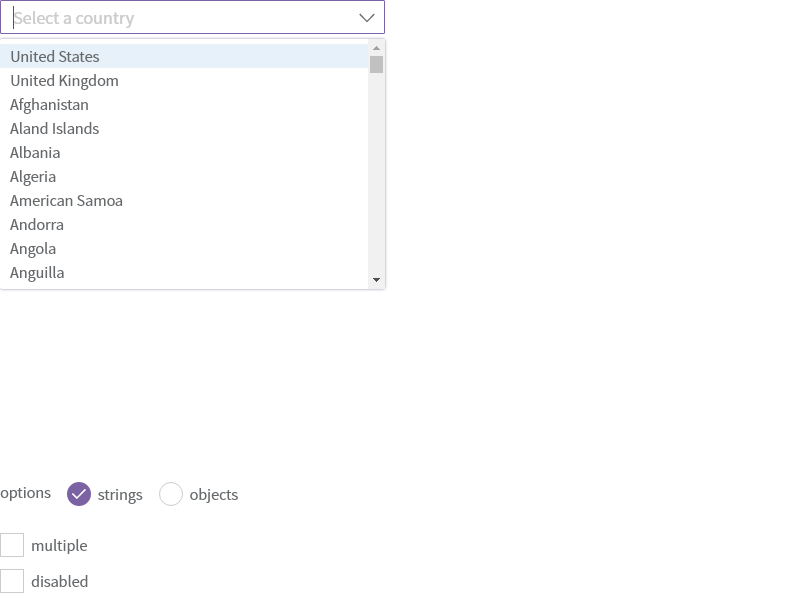 Select a country
United States
United Kingdom
Afghanistan
Aland Islands
Albania
Algeria
American Samoa
Andorra
Angola
Anguilla
options strings objects
multiple
disabled